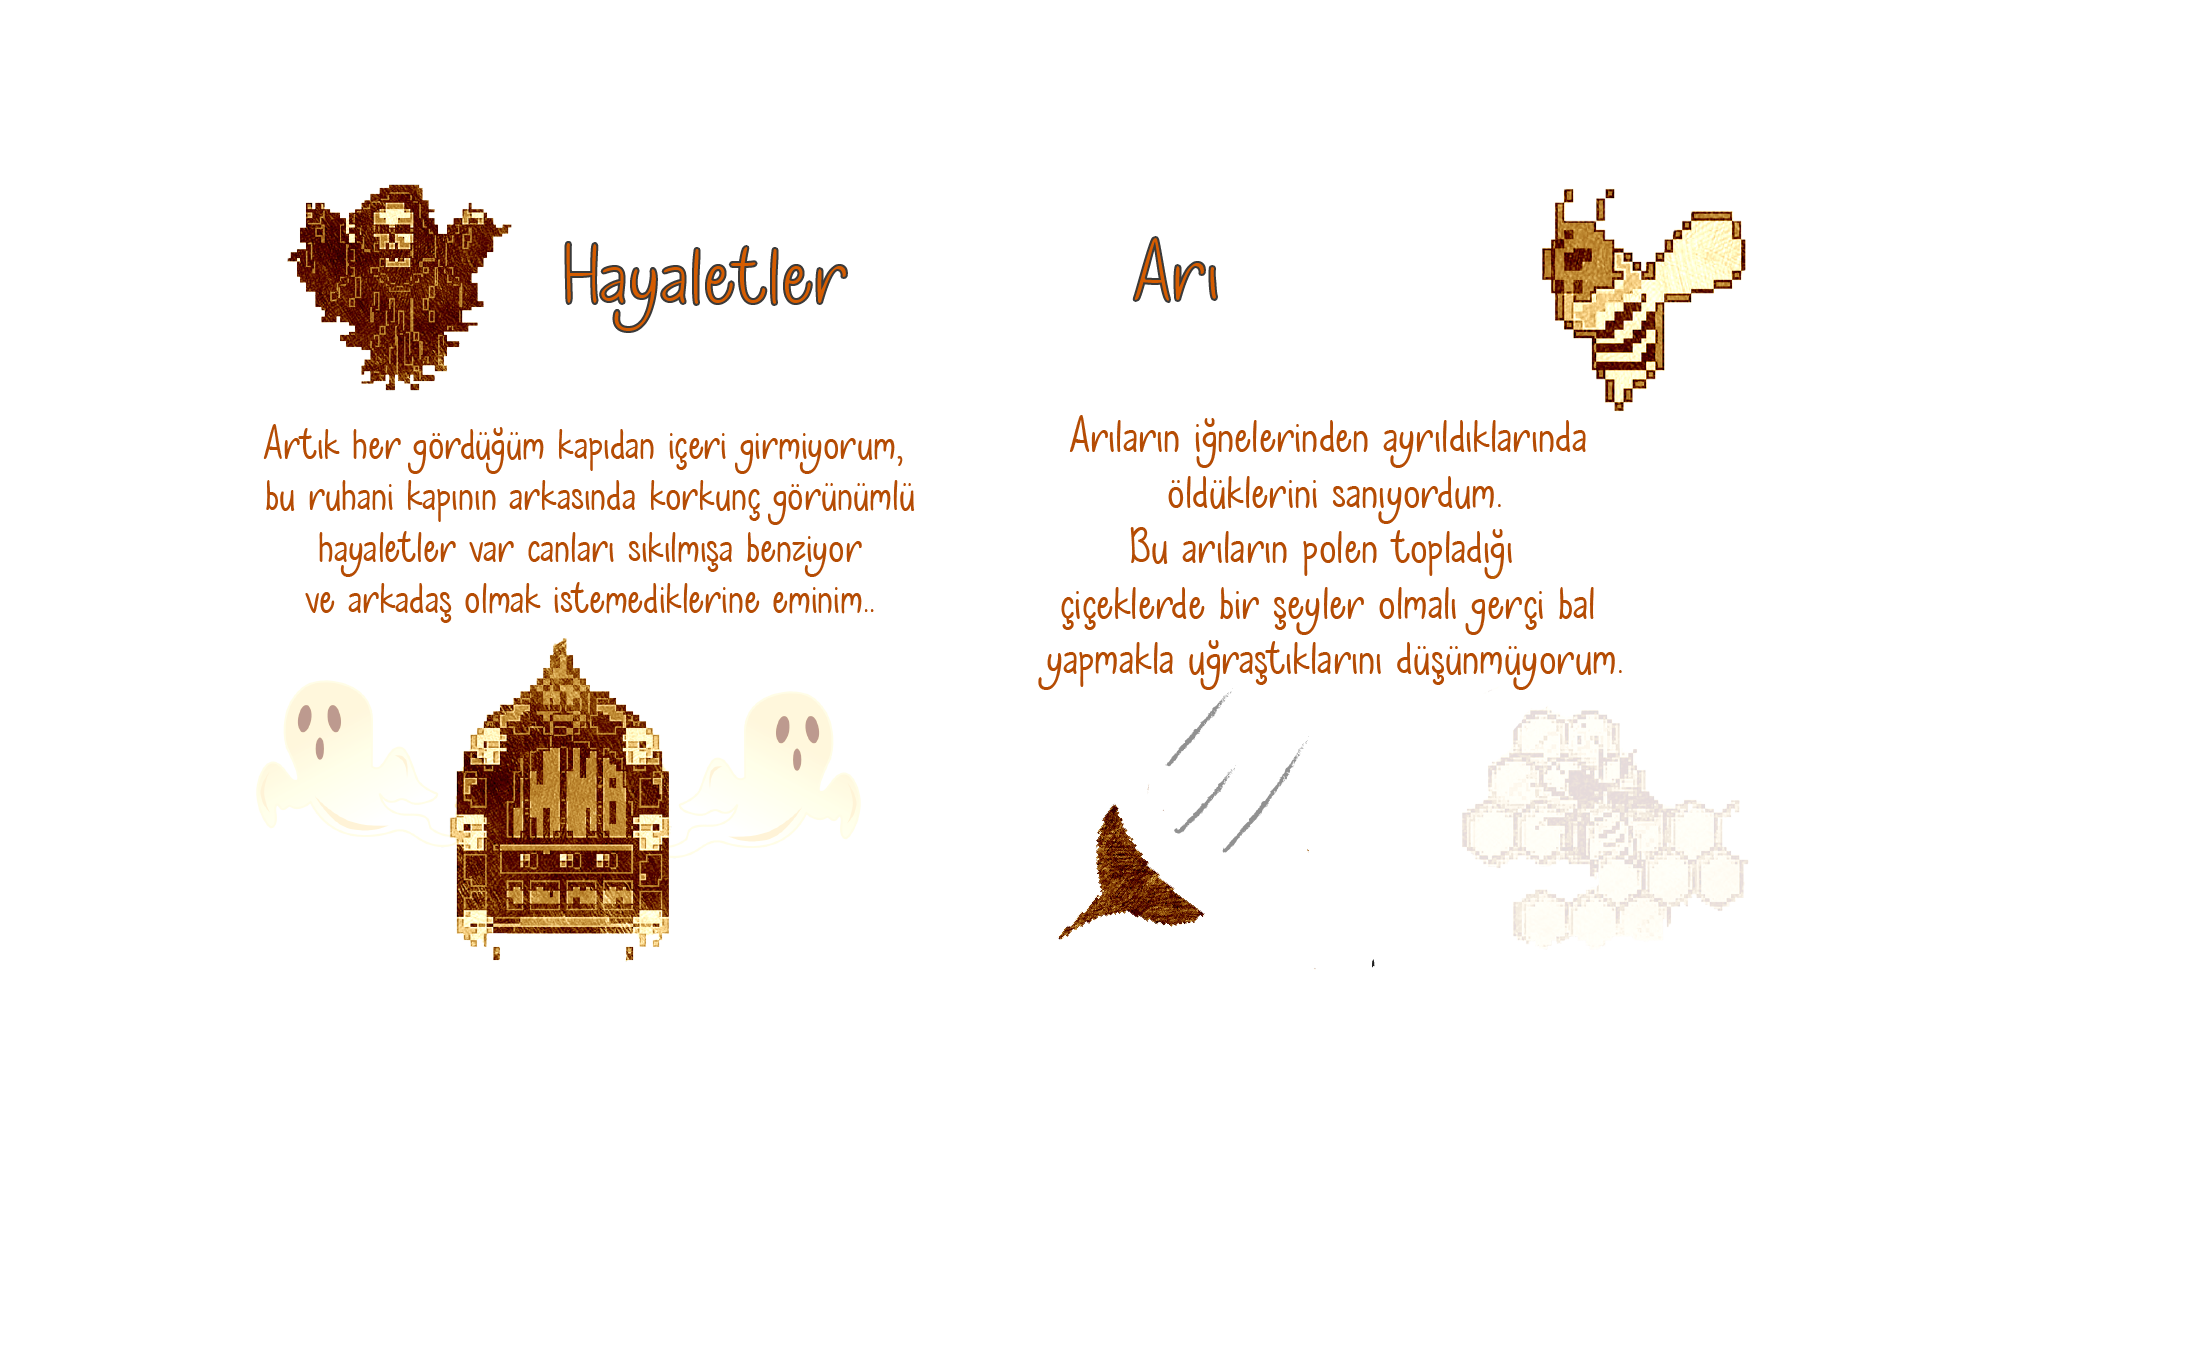 Hayaletler
Artık her gördüğüm kapıdan içeri girmiyorum,
bu ruhani kapının arkasında korkunç görünümlü
hayaletler var canları sıkılmışa benziyor
ve arkadaş olmak istemediklerine eminim..
Arı
Arıların iğnelerinden ayrıldıklarında
öldüklerini sanıyordum.
Bu arıların polen topladığı
çiçeklerde bir şeyler olmalı gerçi bal
yapmakla uğraştıklarını düşünmüyorum.